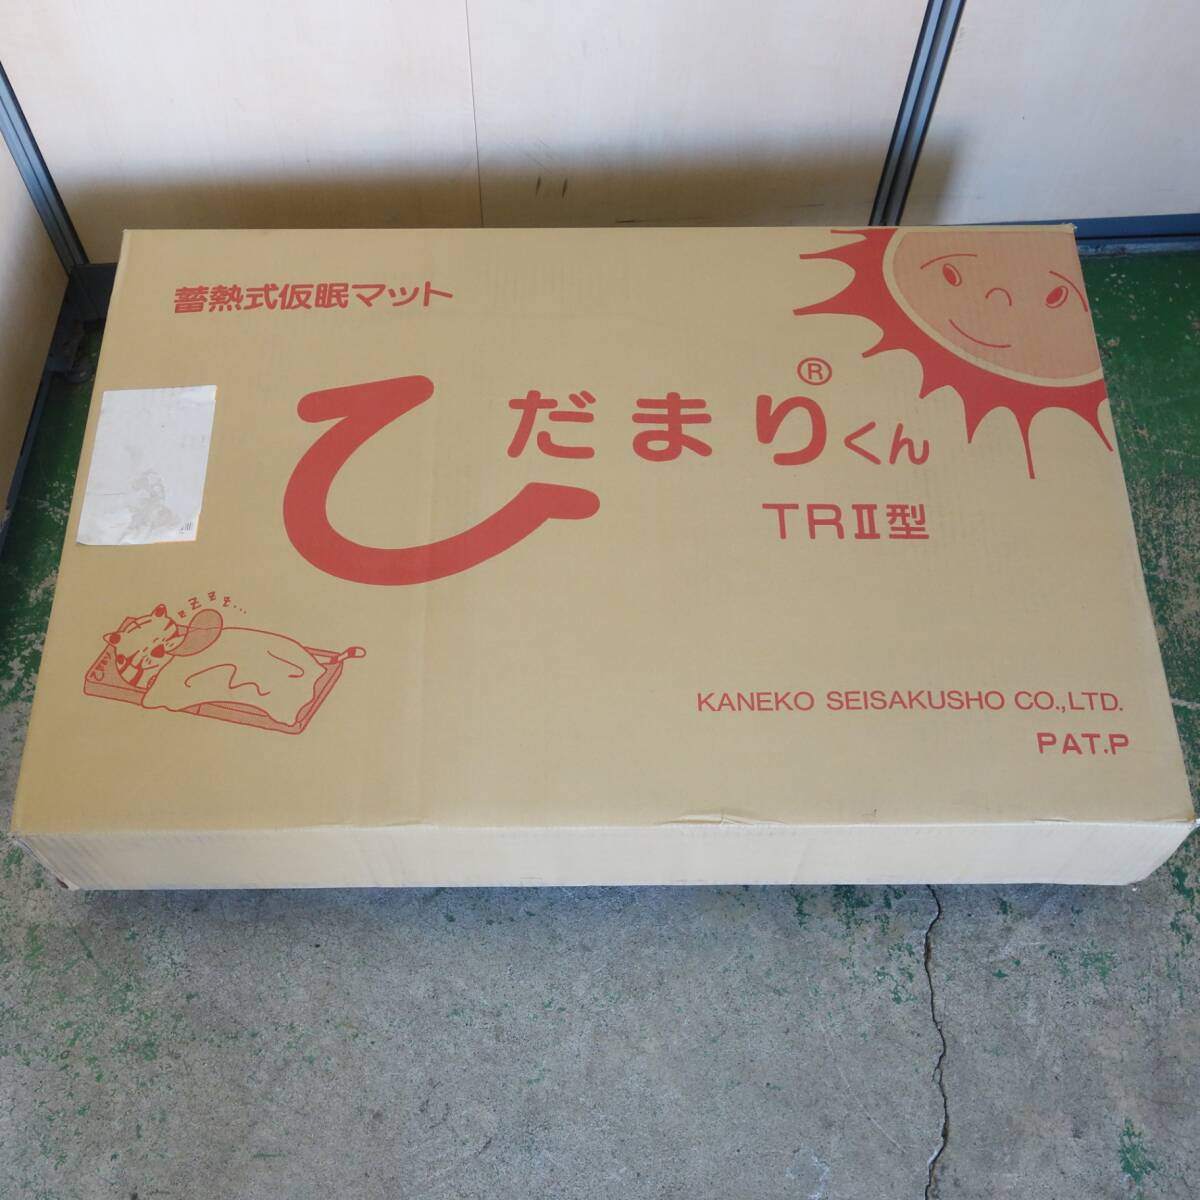 蓄熱式仮眠マット
ひだまりくん®
TRⅡ型
zZZzz...
KANEKO SEISAKUSHO CO.,LTD.
PAT.P